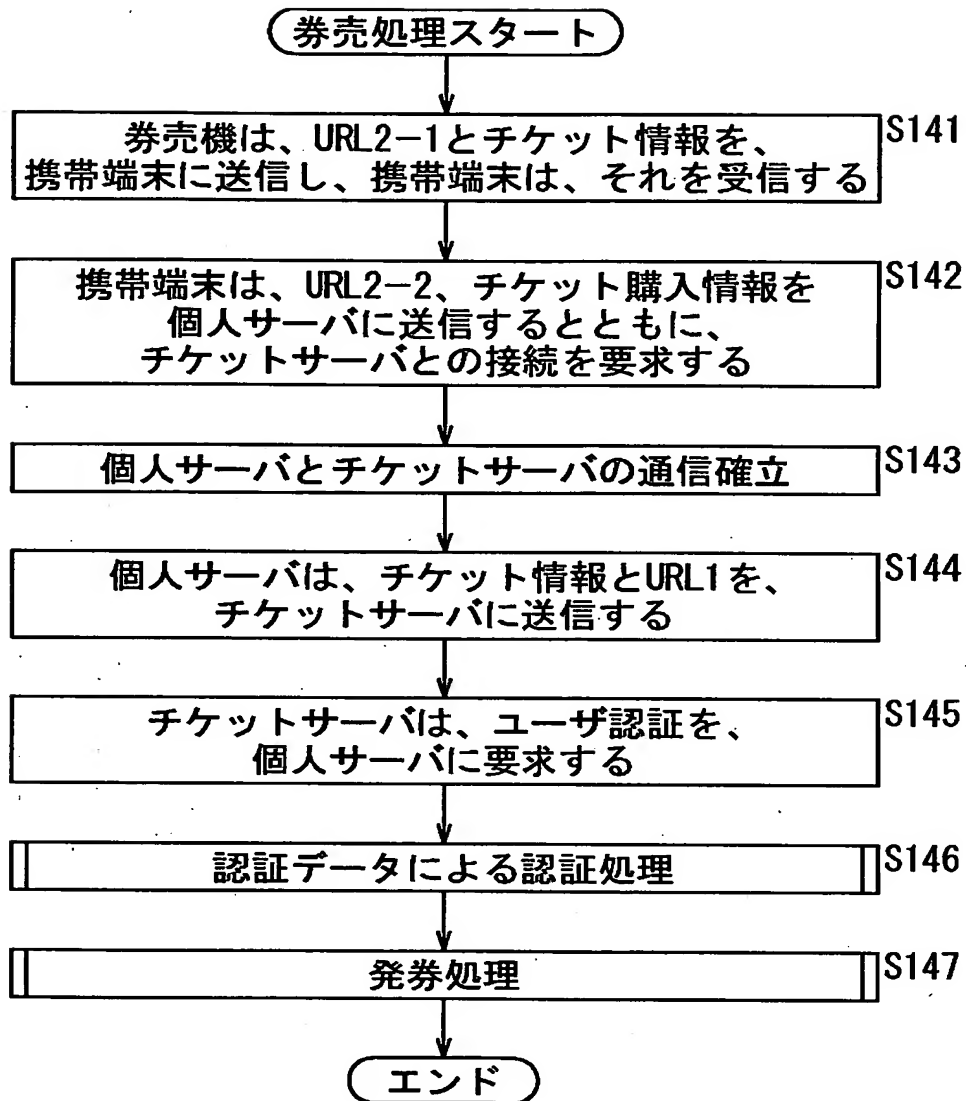 券売処理スタート
券売機は、URL2-1とチケット情報を、
携帯端末に送信し、携帯端末は、それを受信する
S141
携帯端末は、URL2-2、チケット購入情報を
個人サーバに送信するとともに、
チケットサーバとの接続を要求する
S142
個人サーバとチケットサーバの通信確立
S143
個人サーバは、チケット情報とURL1を、
チケットサーバに送信する
S144
チケットサーバは、ユーザ認証を、
個人サーバに要求する
S145
認証データによる認証処理
S146
発券処理
S147
エンド